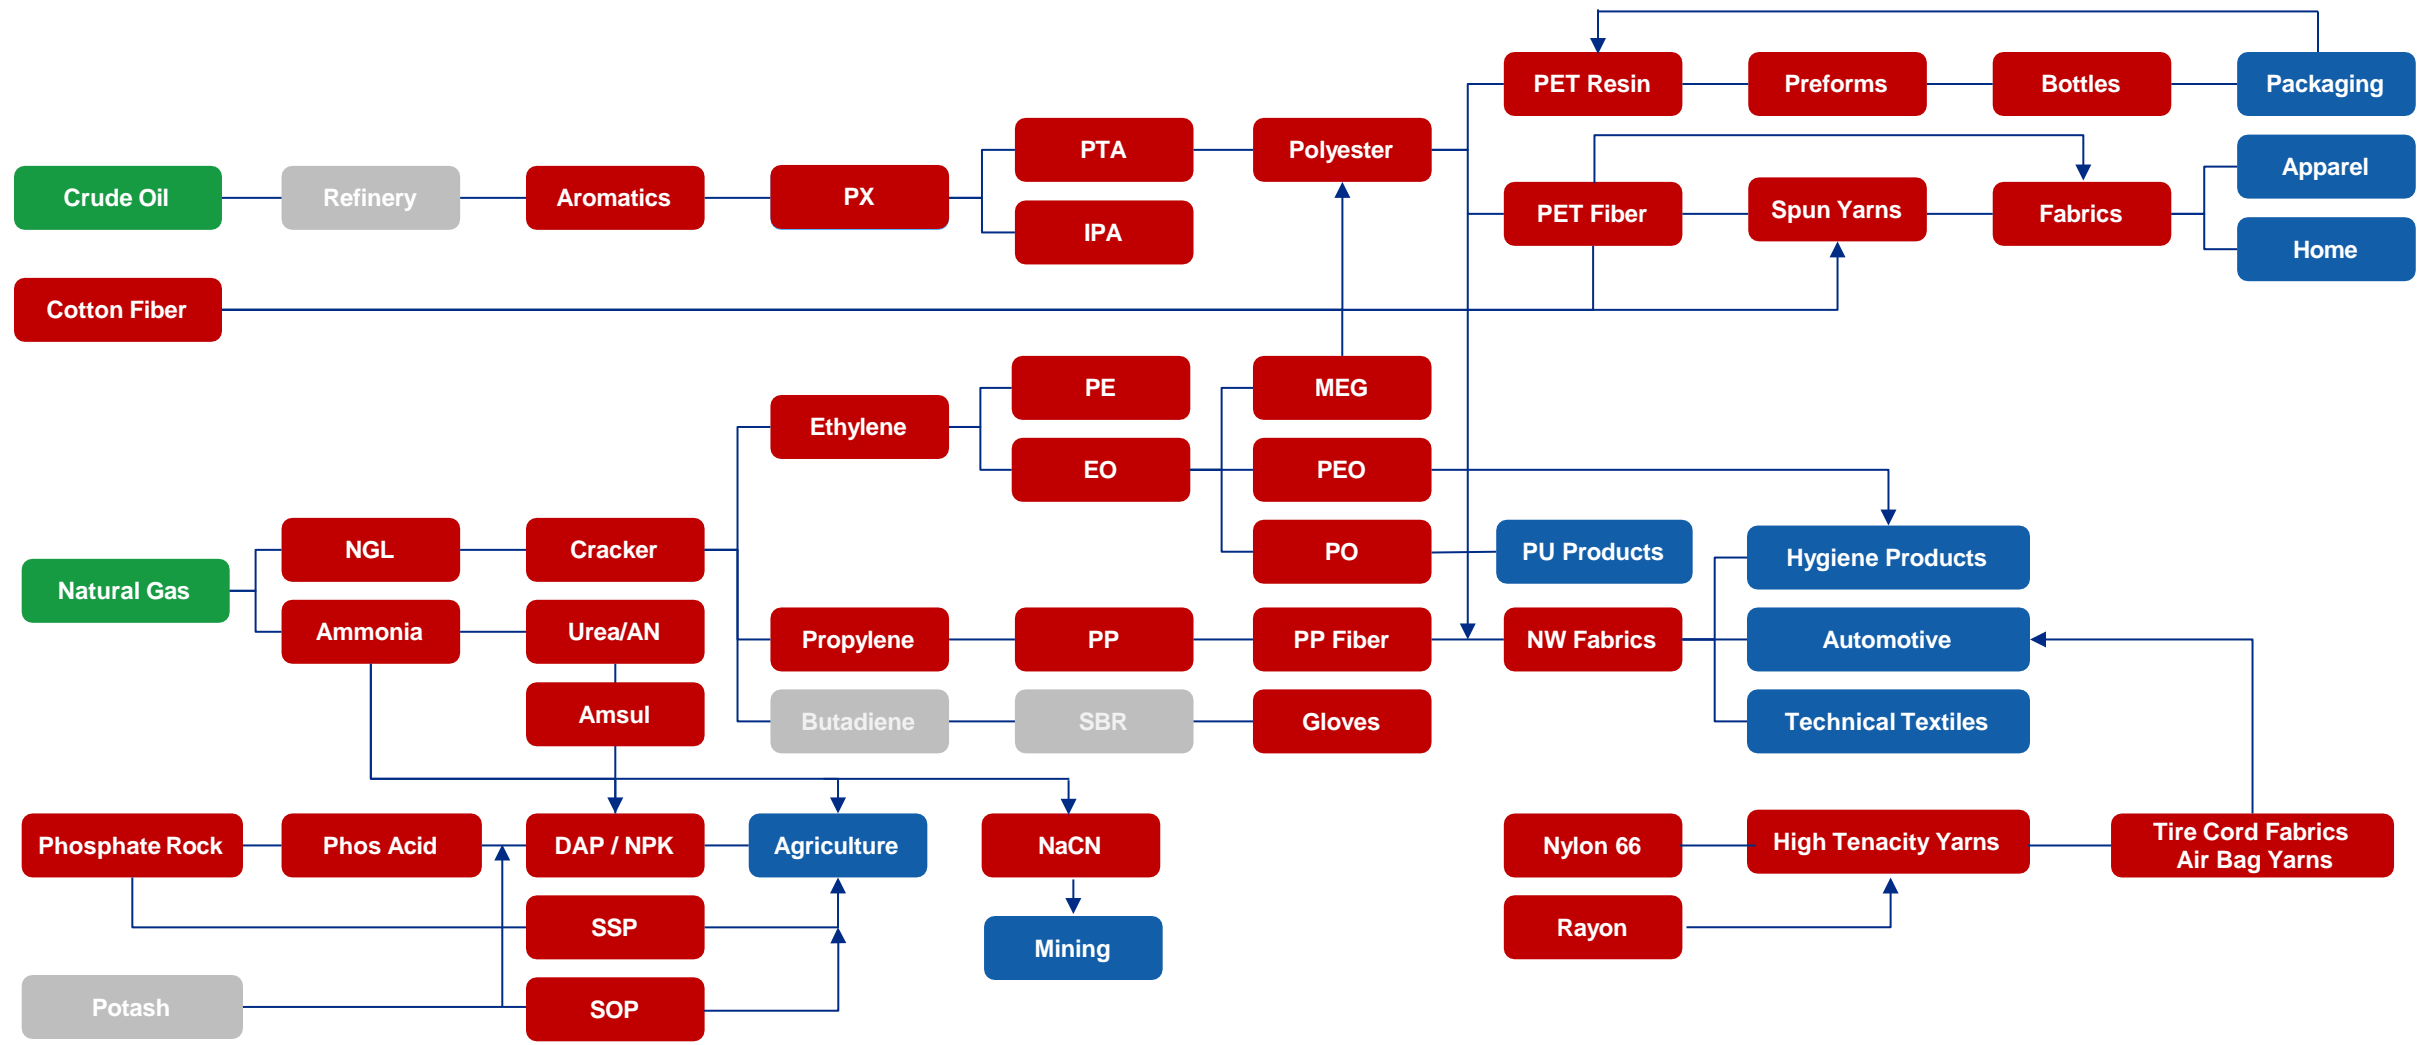 PET Resin
Preforms
Bottles
Packaging
PTA
Polyester
Apparel
Crude Oil
Refinery
Aromatics
PX
PET Fiber
Spun Yarns
Fabrics
IPA
Home
Cotton Fiber
PE
MEG
Ethylene
EO
PEO
NGL
Cracker
PO
PU Products
Hygiene Products
Natural Gas
Ammonia
Urea/AN
Propylene
PP
PP Fiber
NW Fabrics
Automotive
Amsul
Butadiene
SBR
Gloves
Technical Textiles
Phosphate Rock
Phos Acid
DAP / NPK
Agriculture
NaCN
Nylon 66
High Tenacity Yarns
Tire Cord Fabrics
Air Bag Yarns
SSP
Mining
Rayon
Potash
SOP